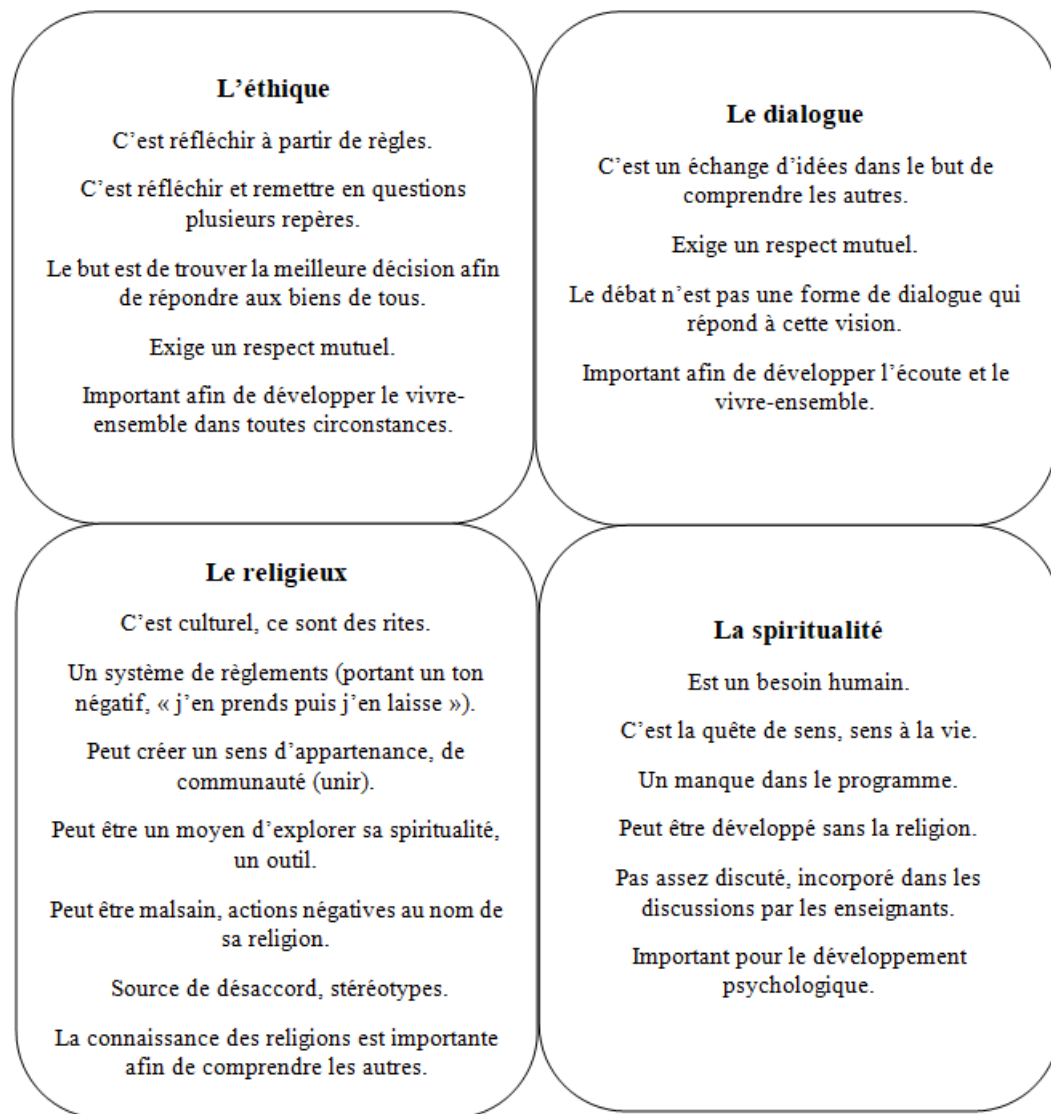 L'éthique
C'est réfléchir à partir de règles.
C'est réfléchir et remettre en questions
plusieurs repères.
Le but est de trouver la meilleure décision afin
de répondre aux biens de tous.
Exige un respect mutuel.
Important afin de développer le vivre-
ensemble dans toutes circonstances.
Le dialogue
C'est un échange d'idées dans le but de
comprendre les autres.
Exige un respect mutuel.
Le débat n'est pas une forme de dialogue qui
répond à cette vision.
Important afin de développer l'écoute et le
vivre-ensemble.
Le religieux
C'est culturel, ce sont des rites.
Un système de règlements (portant un ton
négatif, « j'en prends puis j'en laisse »).
Peut créer un sens d'appartenance, de
communauté (unir).
Peut être un moyen d'explorer sa spiritualité,
un outil.
Peut être malsain, actions négatives au nom de
sa religion.
Source de désaccord, stéréotypes.
La connaissance des religions est importante
afin de comprendre les autres.
La spiritualité
Est un besoin humain.
C'est la quête de sens, sens à la vie.
Un manque dans le programme.
Peut être développé sans la religion.
Pas assez discuté, incorporé dans les
discussions par les enseignants.
Important pour le développement
psychologique.